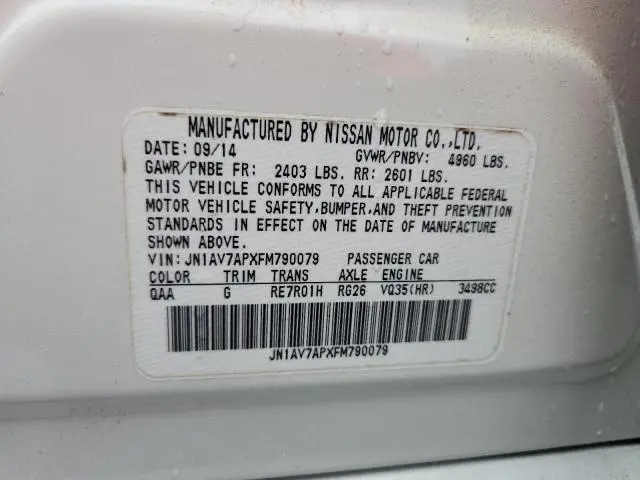 MANUFACTURED BY NISSAN MOTOR CO.,LTD.
DATE: 09/14 GVWR/PNBV: 4960 LBS.
GAWR/PNBE FR: 2403 LBS. RR: 2601 LBS.
THIS VEHICLE CONFORMS TO ALL APPLICABLE FEDERAL
MOTOR VEHICLE SAFETY,BUMPER,AND THEFT PREVENTION
STANDARDS IN EFFECT ON THE DATE OF MANUFACTURE
SHOWN ABOVE.
VIN: JN1AV7APXFM790079 PASSENGER CAR
COLOR TRIM TRANS AXLE ENGINE
QAA G RE7R01H RG26 VQ35(HR) 3498CC
JN1AV7APXFM790079